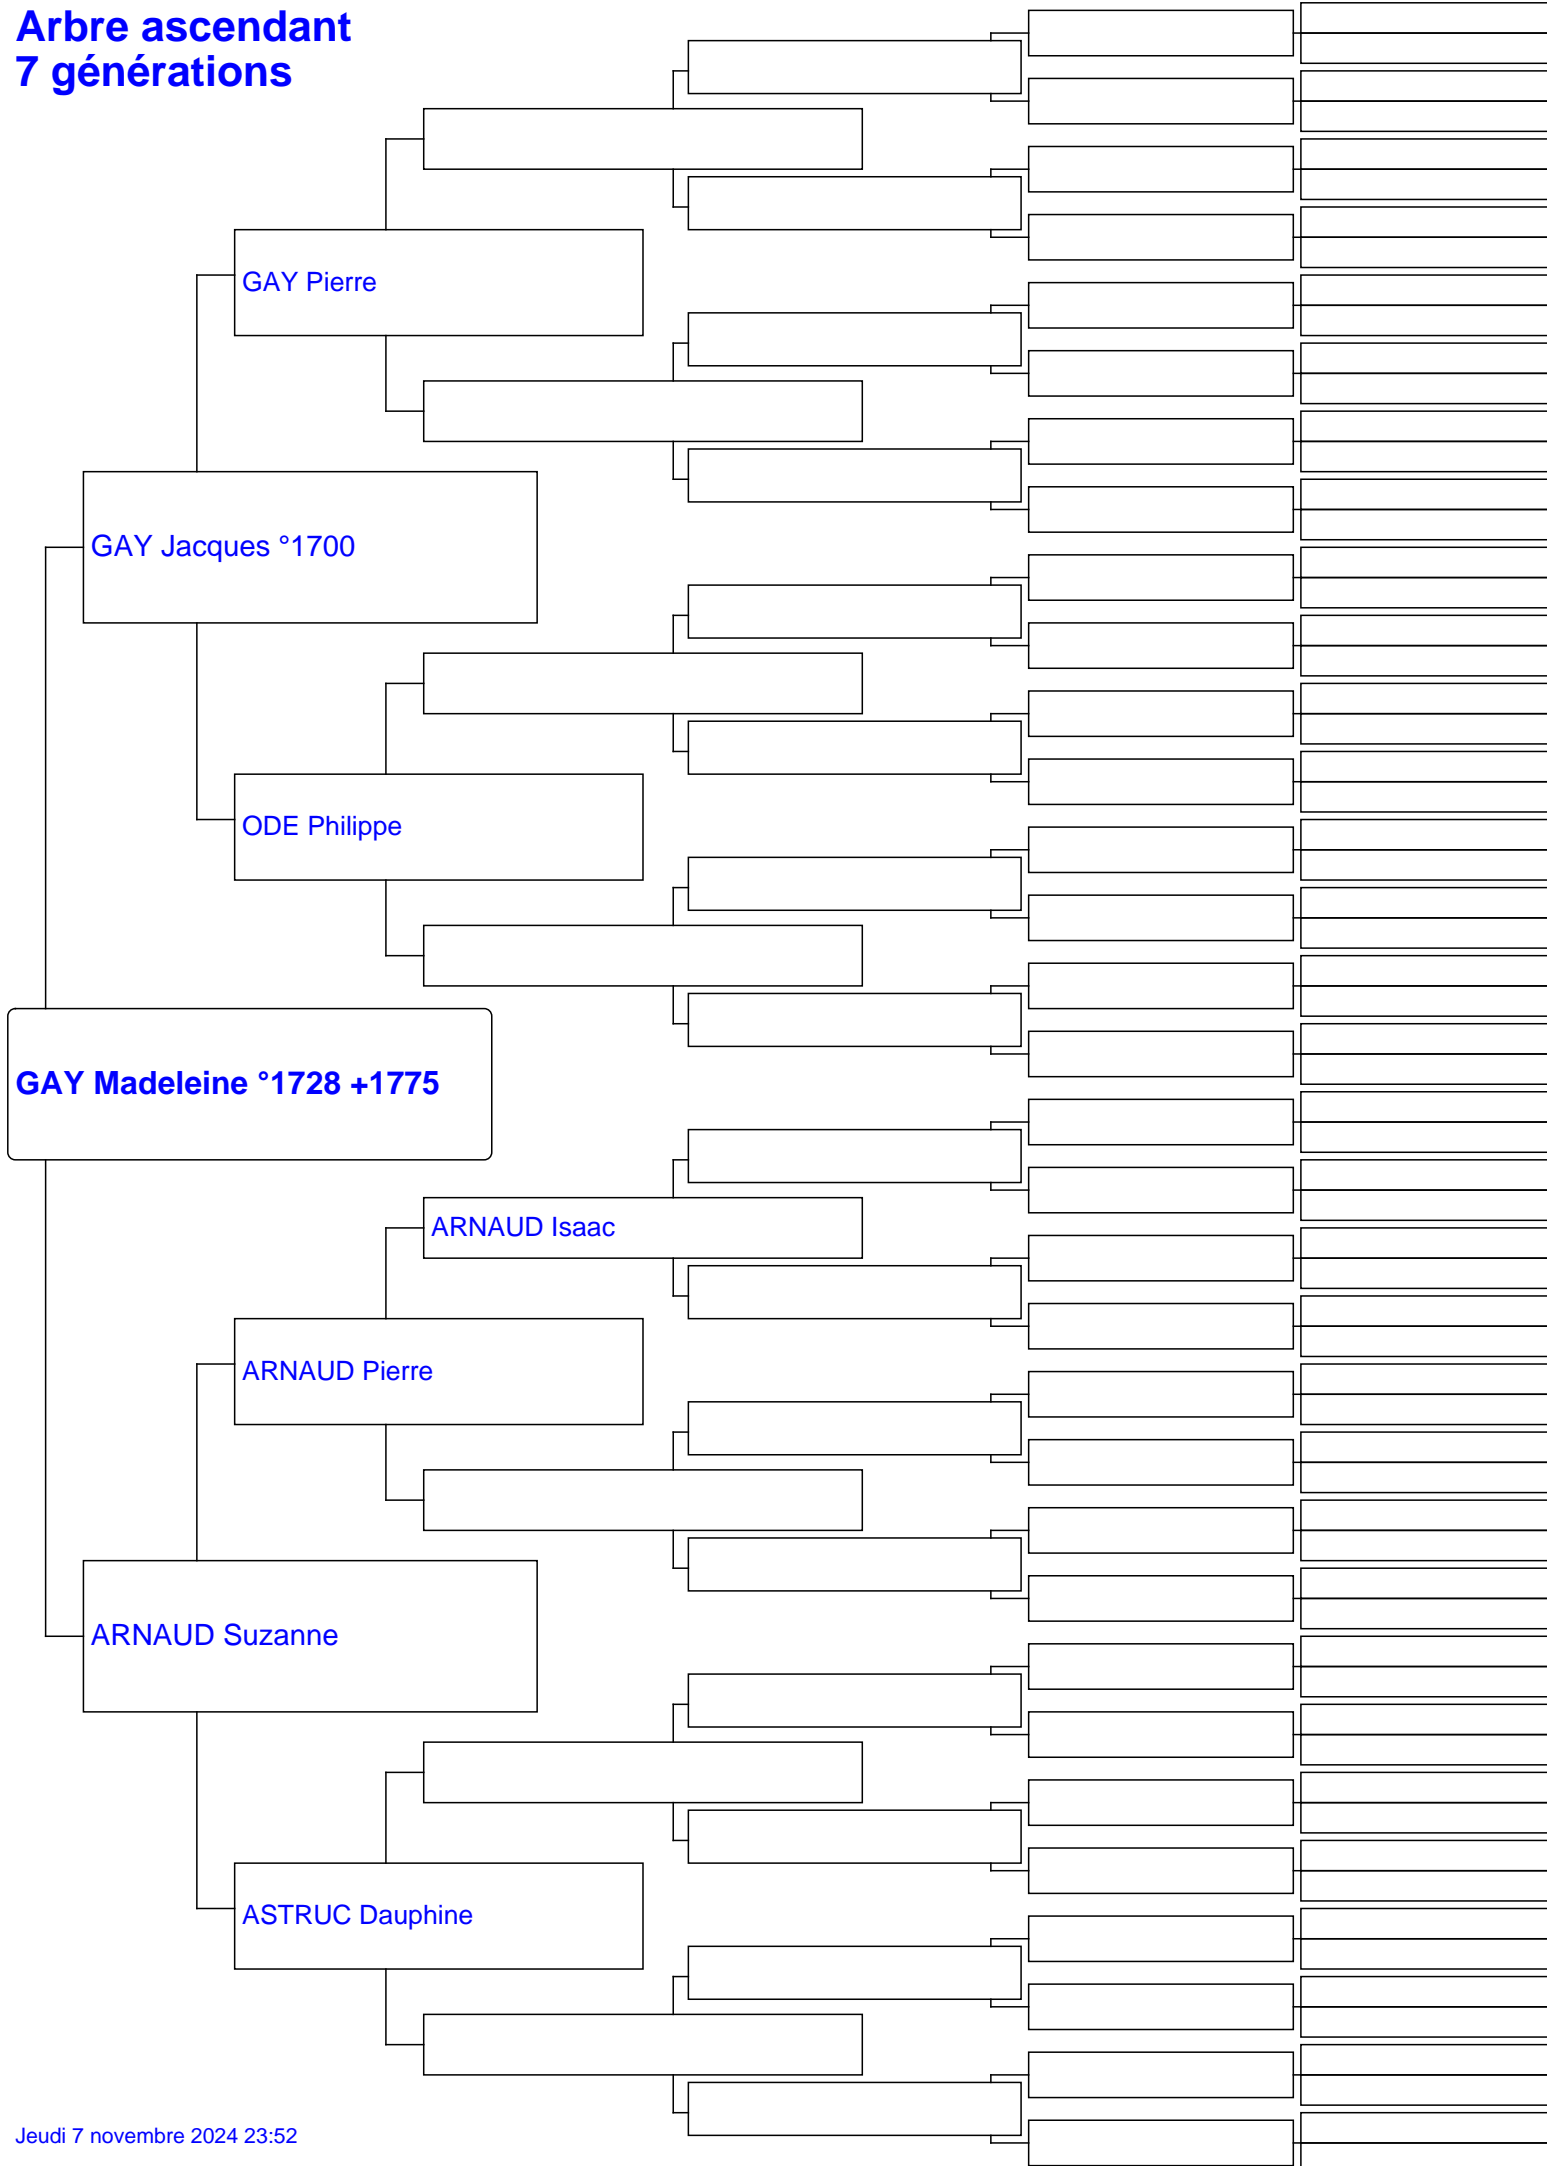 Arbre ascendant
7 générations
GAY Pierre
GAY Jacques °1700
ODE Philippe
GAY Madeleine °1728 +1775
ARNAUD Isaac
ARNAUD Pierre
ARNAUD Suzanne
ASTRUC Dauphine
Jeudi 7 novembre 2024 23:52